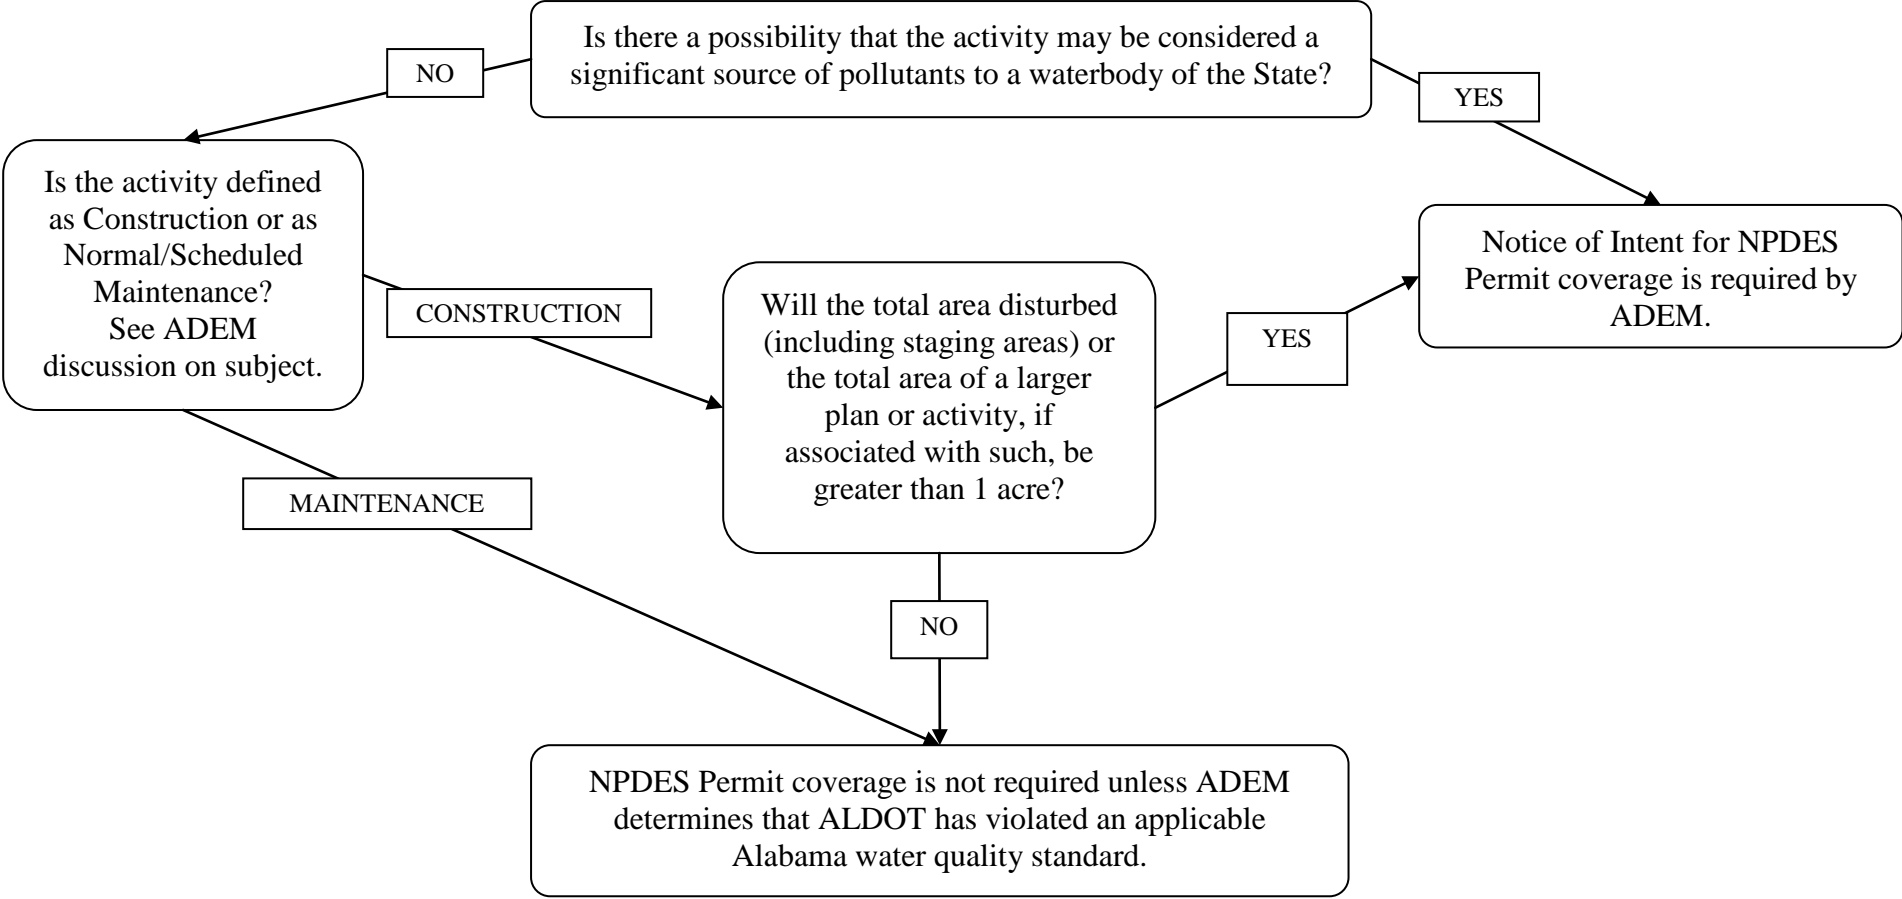 Is there a possibility that the activity may be considered a
significant source of pollutants to a waterbody of the State?
NO
YES
Is the activity defined
as Construction or as
Normal/Scheduled
Maintenance?
See ADEM
discussion on subject.
Notice of Intent for NPDES
Permit coverage is required by
ADEM.
CONSTRUCTION
Will the total area disturbed
(including staging areas) or
the total area of a larger
plan or activity, if
associated with such, be
greater than 1 acre?
YES
MAINTENANCE
NO
NPDES Permit coverage is not required unless ADEM
determines that ALDOT has violated an applicable
Alabama water quality standard.